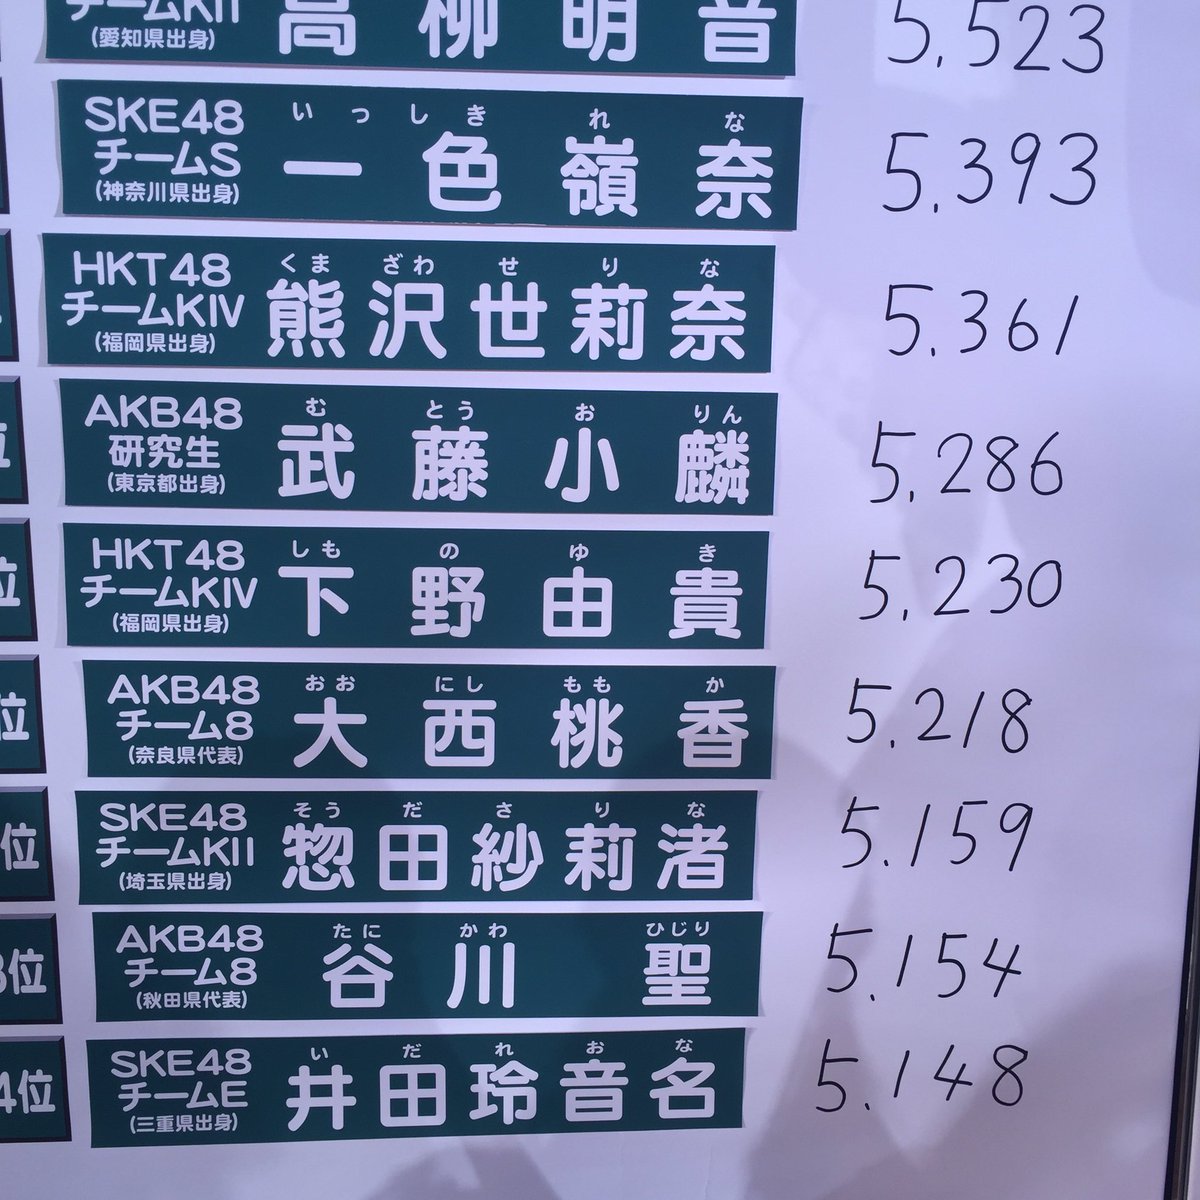 チームKII
(愛知県出身)
高柳明音
5,523
SKE48
チームS
(神奈川県出身)
いっしき れ な
一色嶺奈
5,393
HKT48
チームKIV
(福岡県出身)
くま ざわ せ り な
熊沢世莉奈
5,361
位
AKB48
研究生
(東京都出身)
む とう お りん
武藤小麟
5,286
位
HKT48
チームKIV
(福岡県出身)
しも の ゆ き
下野由貴
5,230
位
AKB48
チーム8
(奈良県代表)
おお にし もも か
大西桃香
5,218
位
SKE48
チームKII
(埼玉県出身)
そう だ さ り な
惣田紗莉渚
5,159
3位
AKB48
チーム8
(秋田県代表)
たに かわ ひじり
谷川聖
5,154
4位
SKE48
チームE
(三重県出身)
い だ れ お な
井田玲音名
5,148